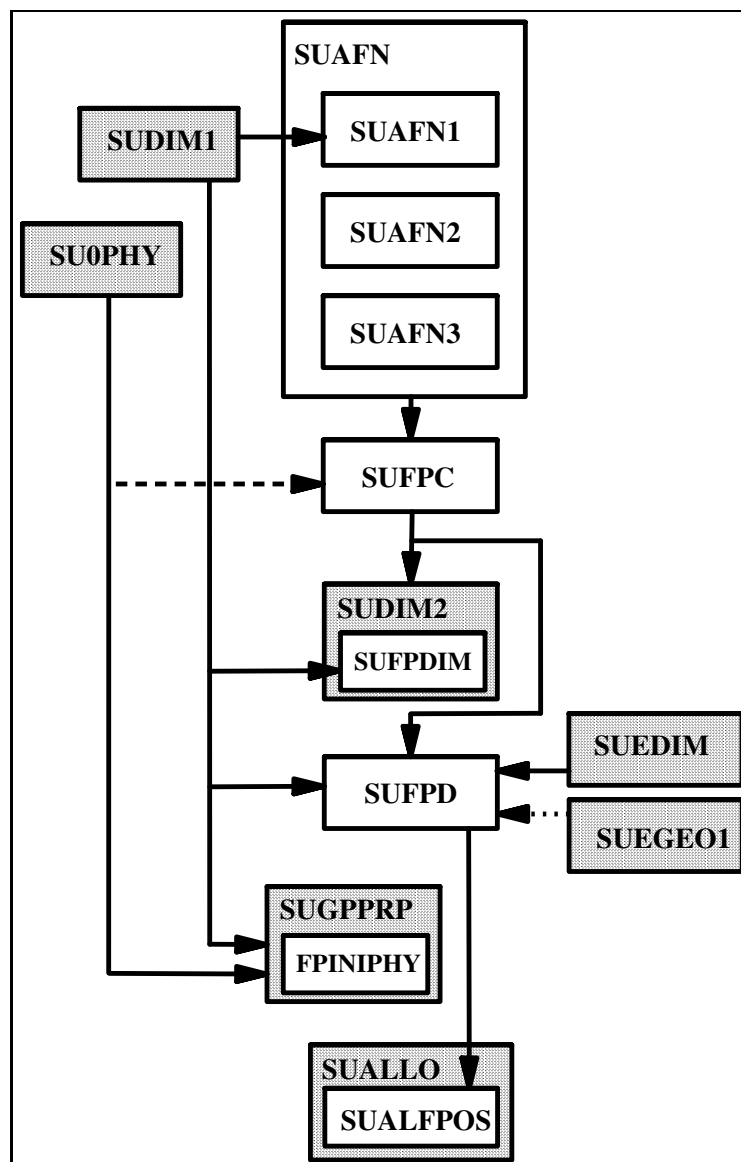 SUAFN
SUDIM1
SUAFN1
SUAFN2
SU0PHY
SUAFN3
SUFPC
SUDIM2
SUFPDIM
SUEDIM
SUFPD
SUEGEO1
SUGPPRP
FPINIPHY
SUALLO
SUALFPOS